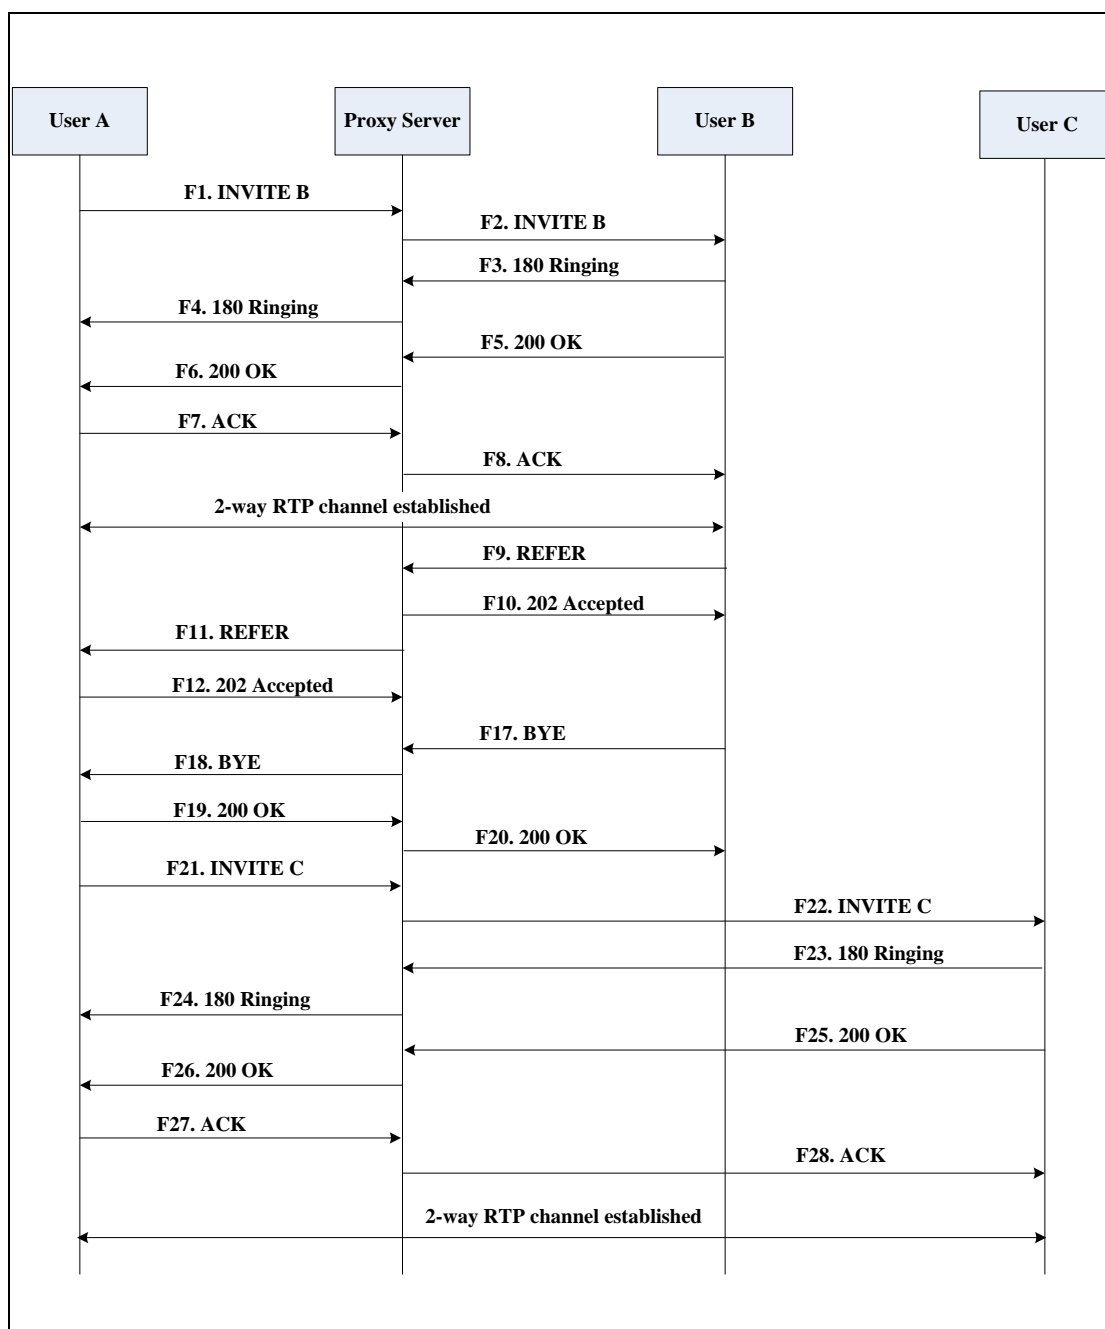 User A
Proxy Server
User B
User C
F1. INVITE B
F2. INVITE B
F3. 180 Ringing
F4. 180 Ringing
F5. 200 OK
F6. 200 OK
F7. ACK
F8. ACK
2-way RTP channel established
F9. REFER
F10. 202 Accepted
F11. REFER
F12. 202 Accepted
F17. BYE
F18. BYE
F19. 200 OK
F20. 200 OK
F21. INVITE C
F22. INVITE C
F23. 180 Ringing
F24. 180 Ringing
F25. 200 OK
F26. 200 OK
F27. ACK
F28. ACK
2-way RTP channel established